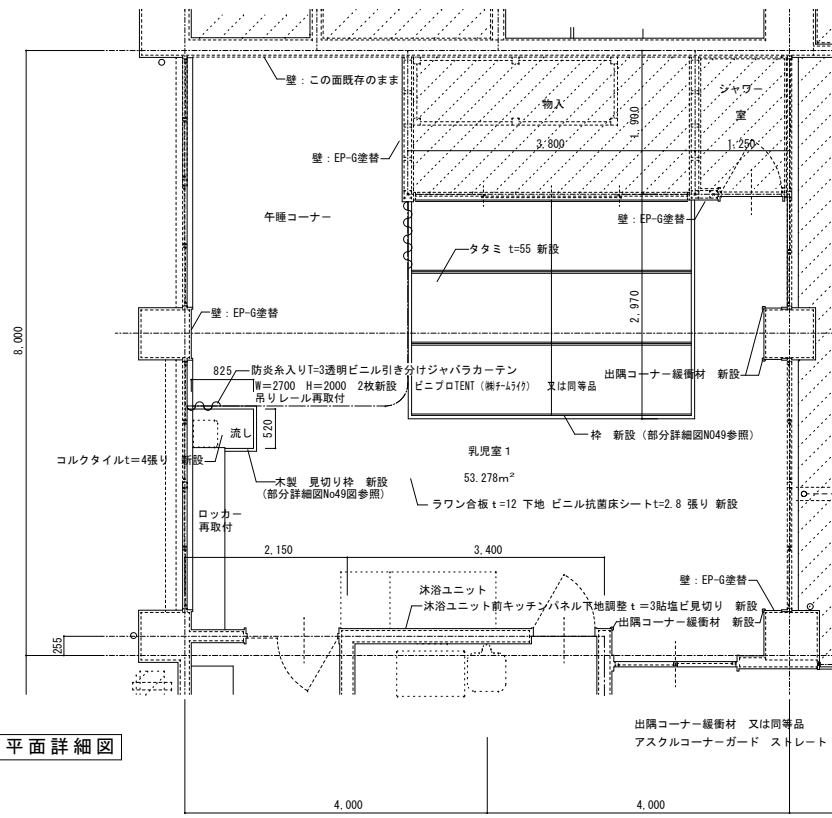 壁：この面既存のまま
物入
シャワー
室
1,990
3,800
1,250
壁：EP-G塗替
壁：EP-G塗替
午睡コーナー
タタミ t=55 新設
2,970
8,000
壁：EP-G塗替
825
防炎糸入りT=3透明ビニル引き分けジャバラカーテン
W=2700 H=2000 2枚新設 ビニプロTENT (㈱ﾁｰﾑﾗｲｸ) 又は同等品
吊りレール再取付
出隅コーナー緩衝材 新設
流し
520
枠 新設 (部分詳細図NO49参照)
コルクタイルt=4張り 新設
乳児室１
53.278m²
木製 見切り枠 新設
(部分詳細図No49図参照)
ラワン合板 t=12 下地 ビニル抗菌床シートt=2.8 張り 新設
ロッカー
再取付
2,150
3,400
沐浴ユニット
壁：EP-G塗替
沐浴ユニット前キッチンパネル下地調整 t=3貼塩ビ見切り 新設
出隅コーナー緩衝材 新設
255
出隅コーナー緩衝材 又は同等品
アスクルコーナーガード ストレート
平面詳細図
4,000
4,000